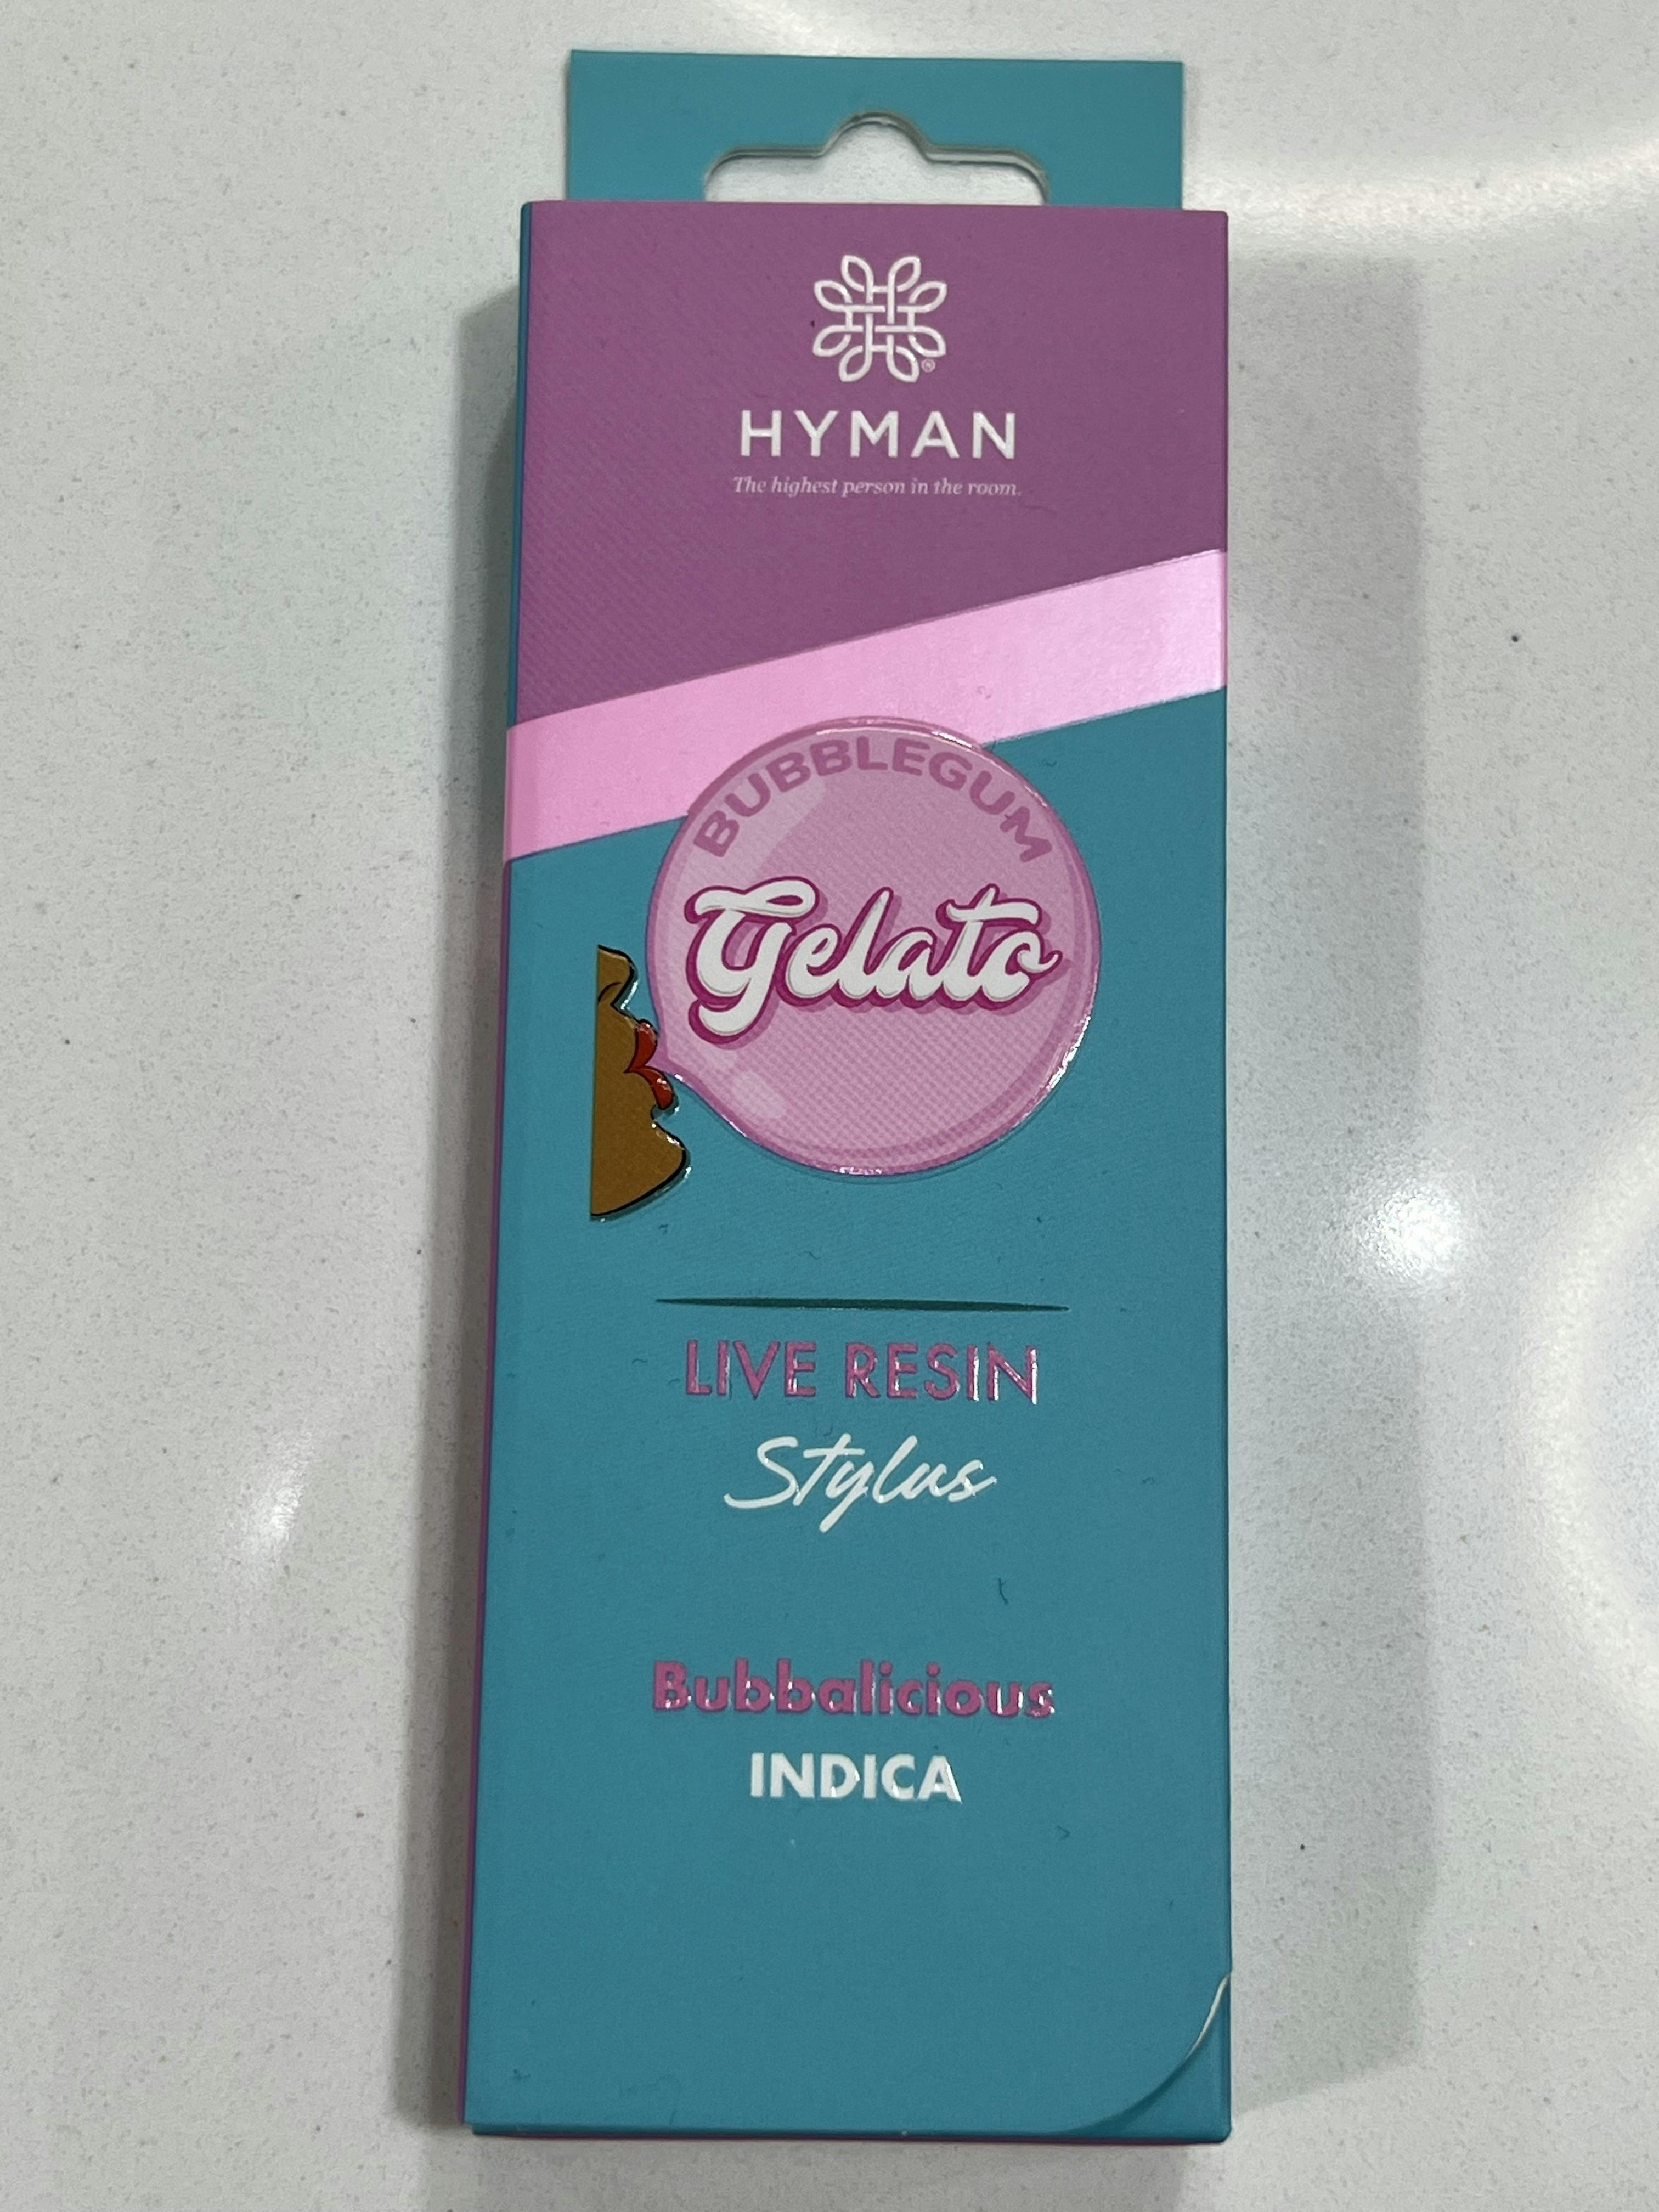 HYMAN
The highest person in the room.
BUBBLEGUM
Gelato
LIVE RESIN
Stylus
Bubbalicious
INDICA